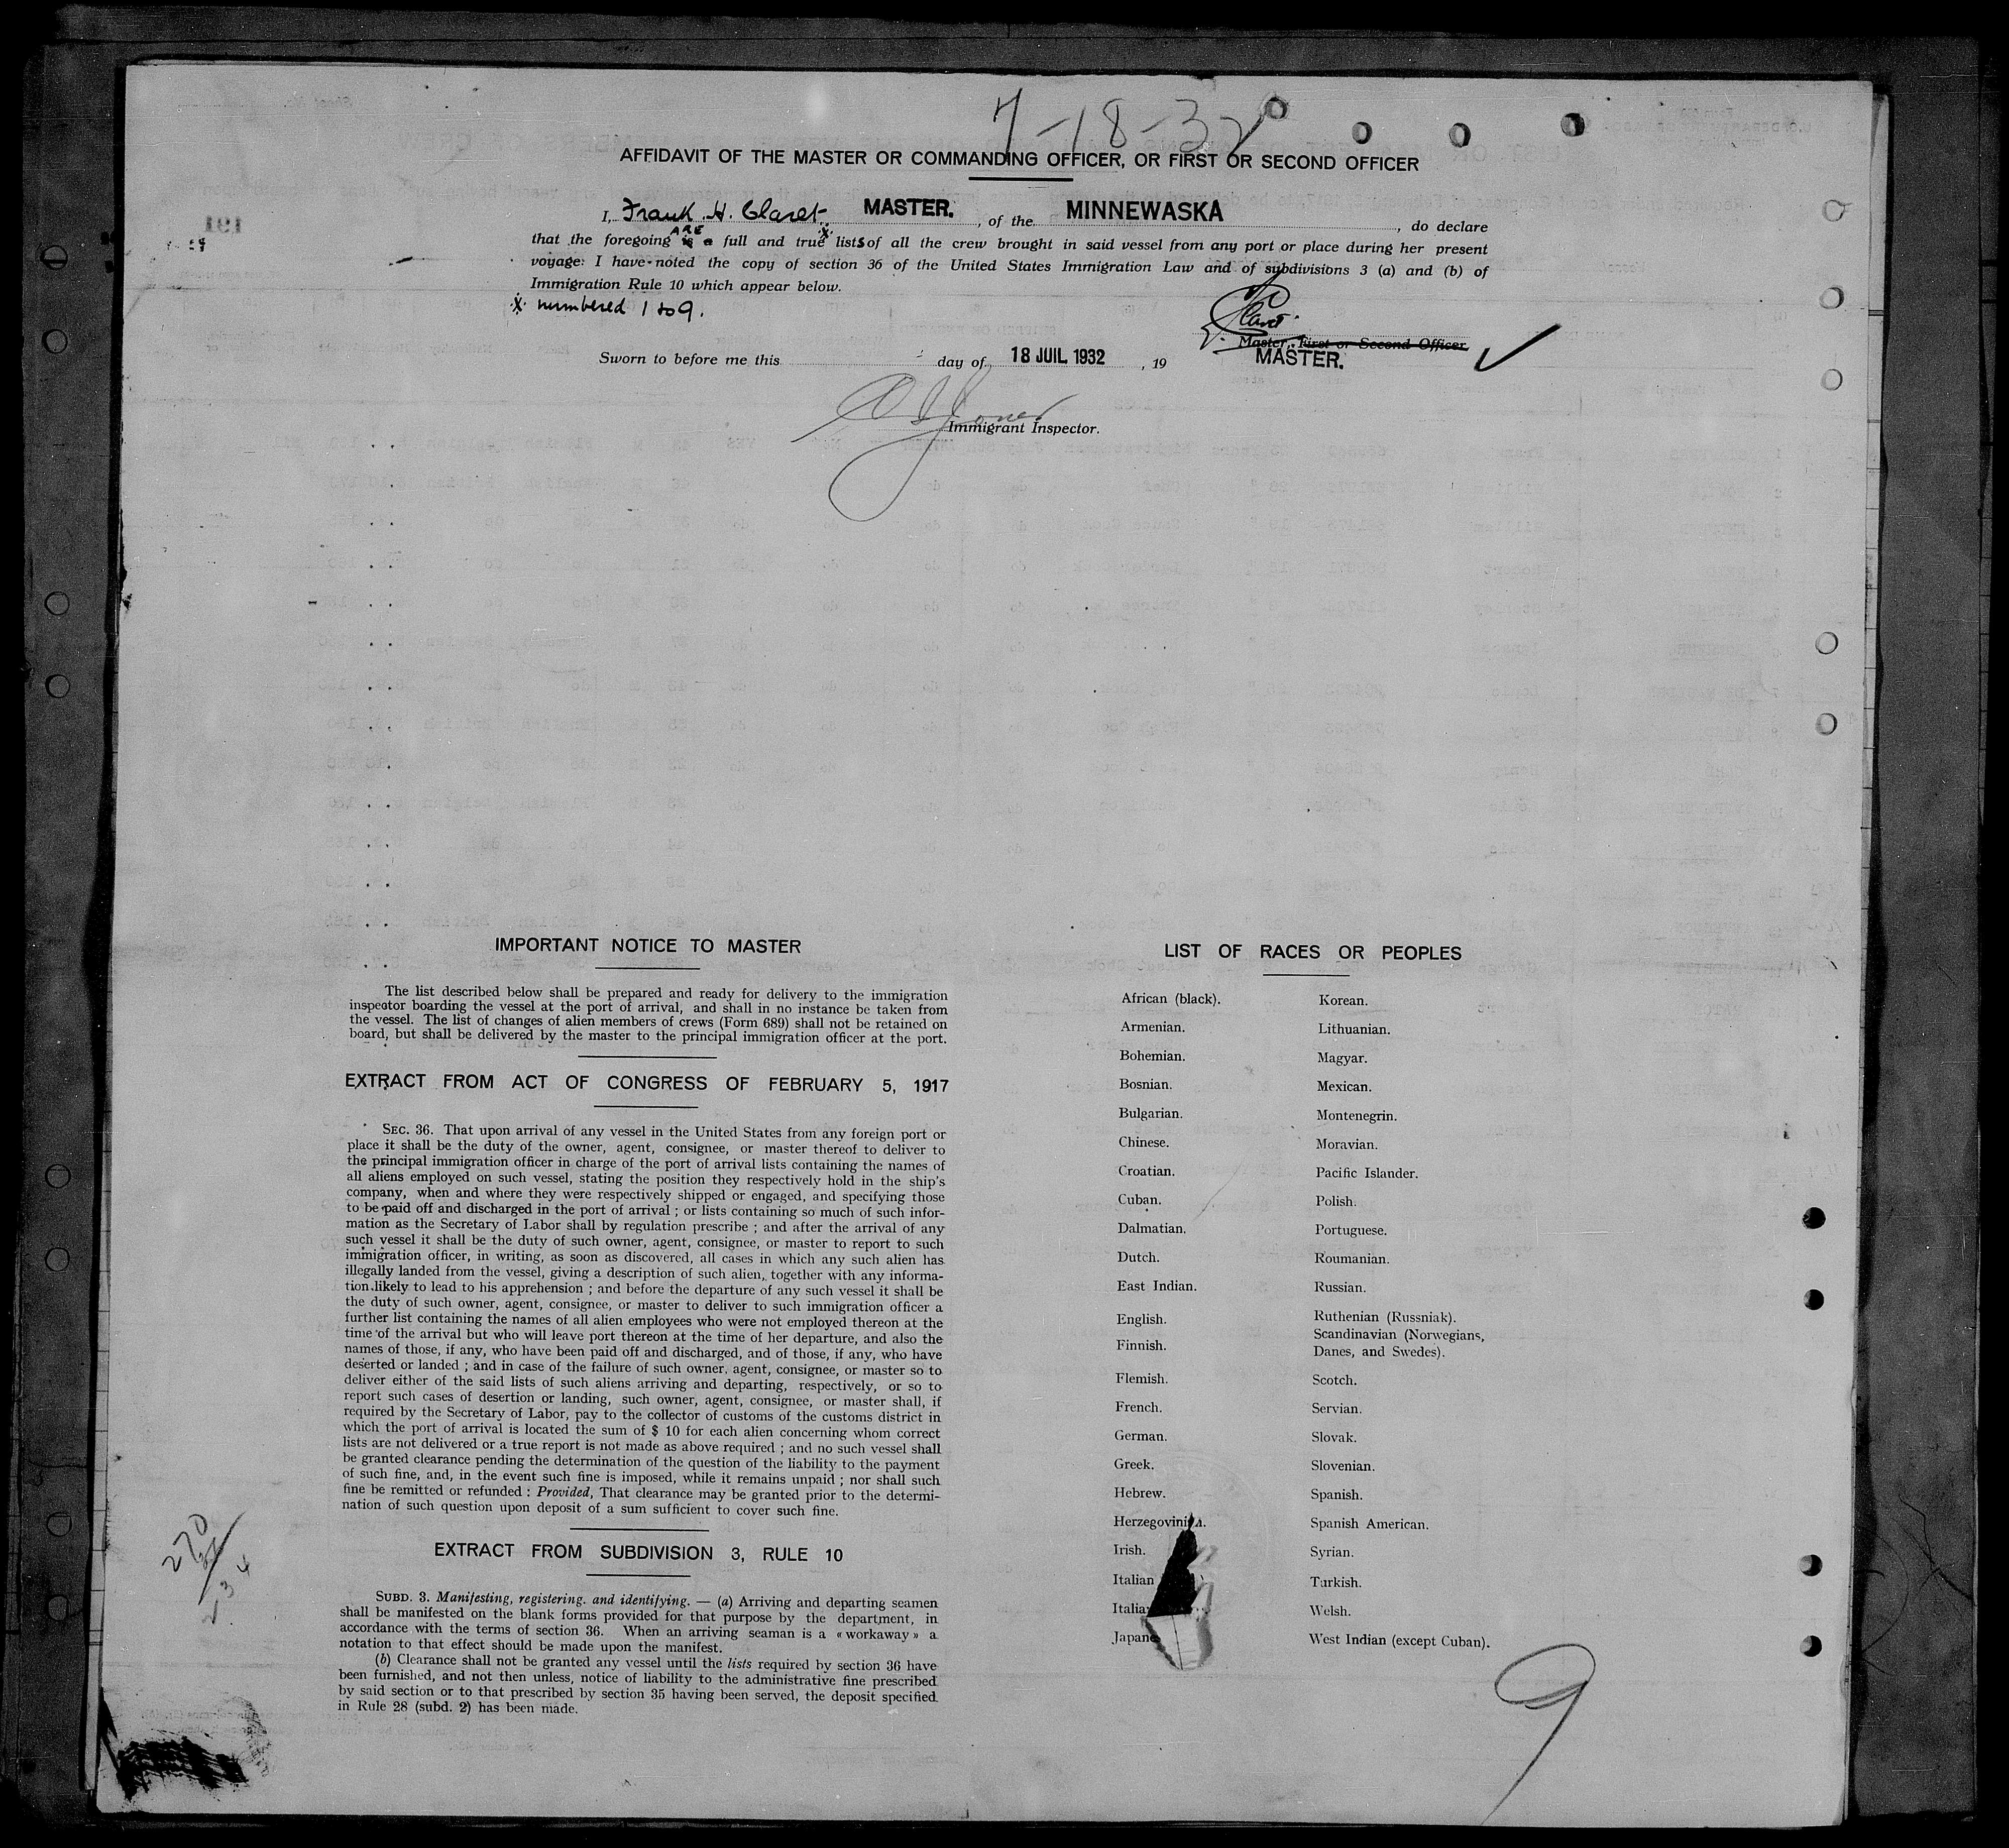 7-18-32
AFFIDAVIT OF THE MASTER OR COMMANDING OFFICER, OR FIRST OR SECOND OFFICER
I, Frank. H. Claret MASTER. , of the MINNEWASKA , do declare
that the foregoing ARE is a full and true X lists of all the crew brought in said vessel from any port or place during her present
voyage: I have noted the copy of section 36 of the United States Immigration Law and of subdivisions 3 (a) and (b) of
Immigration Rule 10 which appear below.
X numbered 1 to 9.
Claret.
Master, First or Second Officer
MASTER.
Sworn to before me this day of 18 JUIL 1932 , 19
Immigrant Inspector.
IMPORTANT NOTICE TO MASTER
The list described below shall be prepared and ready for delivery to the immigration
inspector boarding the vessel at the port of arrival, and shall in no instance be taken from
the vessel. The list of changes of alien members of crews (Form 689) shall not be retained on
board, but shall be delivered by the master to the principal immigration officer at the port.
EXTRACT FROM ACT OF CONGRESS OF FEBRUARY 5, 1917
SEC. 36. That upon arrival of any vessel in the United States from any foreign port or
place it shall be the duty of the owner, agent, consignee, or master thereof to deliver to
the principal immigration officer in charge of the port of arrival lists containing the names of
all aliens employed on such vessel, stating the position they respectively hold in the ship's
company, when and where they were respectively shipped or engaged, and specifying those
to be paid off and discharged in the port of arrival ; or lists containing so much of such infor-
mation as the Secretary of Labor shall by regulation prescribe ; and after the arrival of any
such vessel it shall be the duty of such owner, agent, consignee, or master to report to such
immigration officer, in writing, as soon as discovered, all cases in which any such alien has
illegally landed from the vessel, giving a description of such alien, together with any informa-
tion likely to lead to his apprehension ; and before the departure of any such vessel it shall be
the duty of such owner, agent, consignee, or master to deliver to such immigration officer a
further list containing the names of all alien employees who were not employed thereon at the
time of the arrival but who will leave port thereon at the time of her departure, and also the
names of those, if any, who have been paid off and discharged, and of those, if any, who have
deserted or landed ; and in case of the failure of such owner, agent, consignee, or master so to
deliver either of the said lists of such aliens arriving and departing, respectively, or so to
report such cases of desertion or landing, such owner, agent, consignee, or master shall, if
required by the Secretary of Labor, pay to the collector of customs of the customs district in
which the port of arrival is located the sum of $ 10 for each alien concerning whom correct
lists are not delivered or a true report is not made as above required ; and no such vessel shall
be granted clearance pending the determination of the question of the liability to the payment
of such fine, and, in the event such fine is imposed, while it remains unpaid ; nor shall such
fine be remitted or refunded : Provided, That clearance may be granted prior to the determi-
nation of such question upon deposit of a sum sufficient to cover such fine.
EXTRACT FROM SUBDIVISION 3, RULE 10
SUBD. 3. Manifesting, registering. and identifying. — (a) Arriving and departing seamen
shall be manifested on the blank forms provided for that purpose by the department, in
accordance with the terms of section 36. When an arriving seaman is a « workaway » a
notation to that effect should be made upon the manifest.
(b) Clearance shall not be granted any vessel until the lists required by section 36 have
been furnished, and not then unless, notice of liability to the administrative fine prescribed
by said section or to that prescribed by section 35 having been served, the deposit specified
in Rule 28 (subd. 2) has been made.
LIST OF RACES OR PEOPLES
African (black).
Armenian.
Bohemian.
Bosnian.
Bulgarian.
Chinese.
Croatian.
Cuban.
Dalmatian.
Dutch.
East Indian.
English.
Finnish.
Flemish.
French.
German.
Greek.
Hebrew.
Herzegovinian.
Irish.
Italian
Italian
Japane
Korean.
Lithuanian.
Magyar.
Mexican.
Montenegrin.
Moravian.
Pacific Islander.
Polish.
Portuguese.
Roumanian.
Russian.
Ruthenian (Russniak).
Scandinavian (Norwegians,
Danes, and Swedes).
Scotch.
Servian.
Slovak.
Slovenian.
Spanish.
Spanish American.
Syrian.
Turkish.
Welsh.
West Indian (except Cuban).
270
234
9